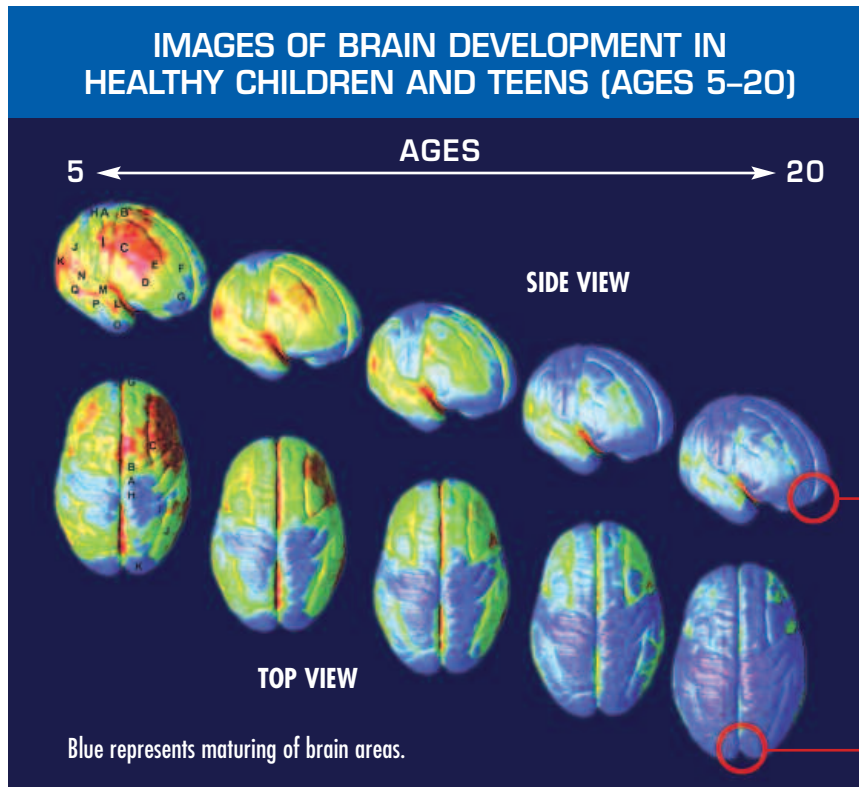 IMAGES OF BRAIN DEVELOPMENT IN
HEALTHY CHILDREN AND TEENS (AGES 5–20)
AGES
5
20
H A B
I C
J
K
E F
N
D
Q M
G
P L
O
SIDE VIEW
G
C
B
A
H
I
J
K
TOP VIEW
Blue represents maturing of brain areas.